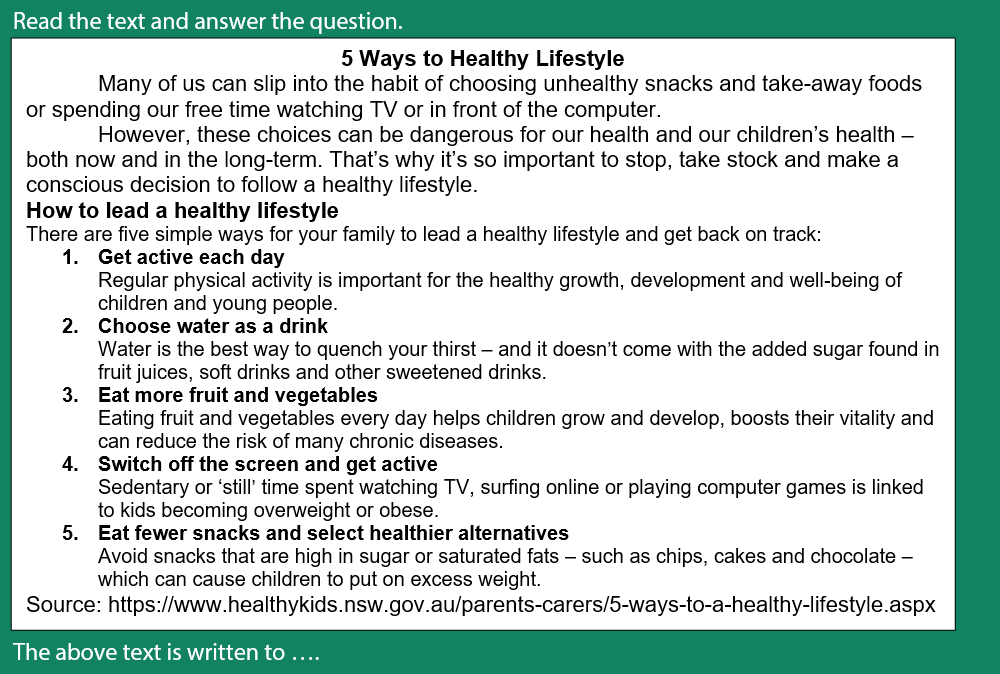 Read the text and answer the question.
5 Ways to Healthy Lifestyle
Many of us can slip into the habit of choosing unhealthy snacks and take-away foods
or spending our free time watching TV or in front of the computer.
However, these choices can be dangerous for our health and our children’s health –
both now and in the long-term. That’s why it’s so important to stop, take stock and make a
conscious decision to follow a healthy lifestyle.
How to lead a healthy lifestyle
There are five simple ways for your family to lead a healthy lifestyle and get back on track:
1. Get active each day
Regular physical activity is important for the healthy growth, development and well-being of
children and young people.
2. Choose water as a drink
Water is the best way to quench your thirst – and it doesn’t come with the added sugar found in
fruit juices, soft drinks and other sweetened drinks.
3. Eat more fruit and vegetables
Eating fruit and vegetables every day helps children grow and develop, boosts their vitality and
can reduce the risk of many chronic diseases.
4. Switch off the screen and get active
Sedentary or ‘still’ time spent watching TV, surfing online or playing computer games is linked
to kids becoming overweight or obese.
5. Eat fewer snacks and select healthier alternatives
Avoid snacks that are high in sugar or saturated fats – such as chips, cakes and chocolate –
which can cause children to put on excess weight.
Source: https://www.healthykids.nsw.gov.au/parents-carers/5-ways-to-a-healthy-lifestyle.aspx
The above text is written to ….